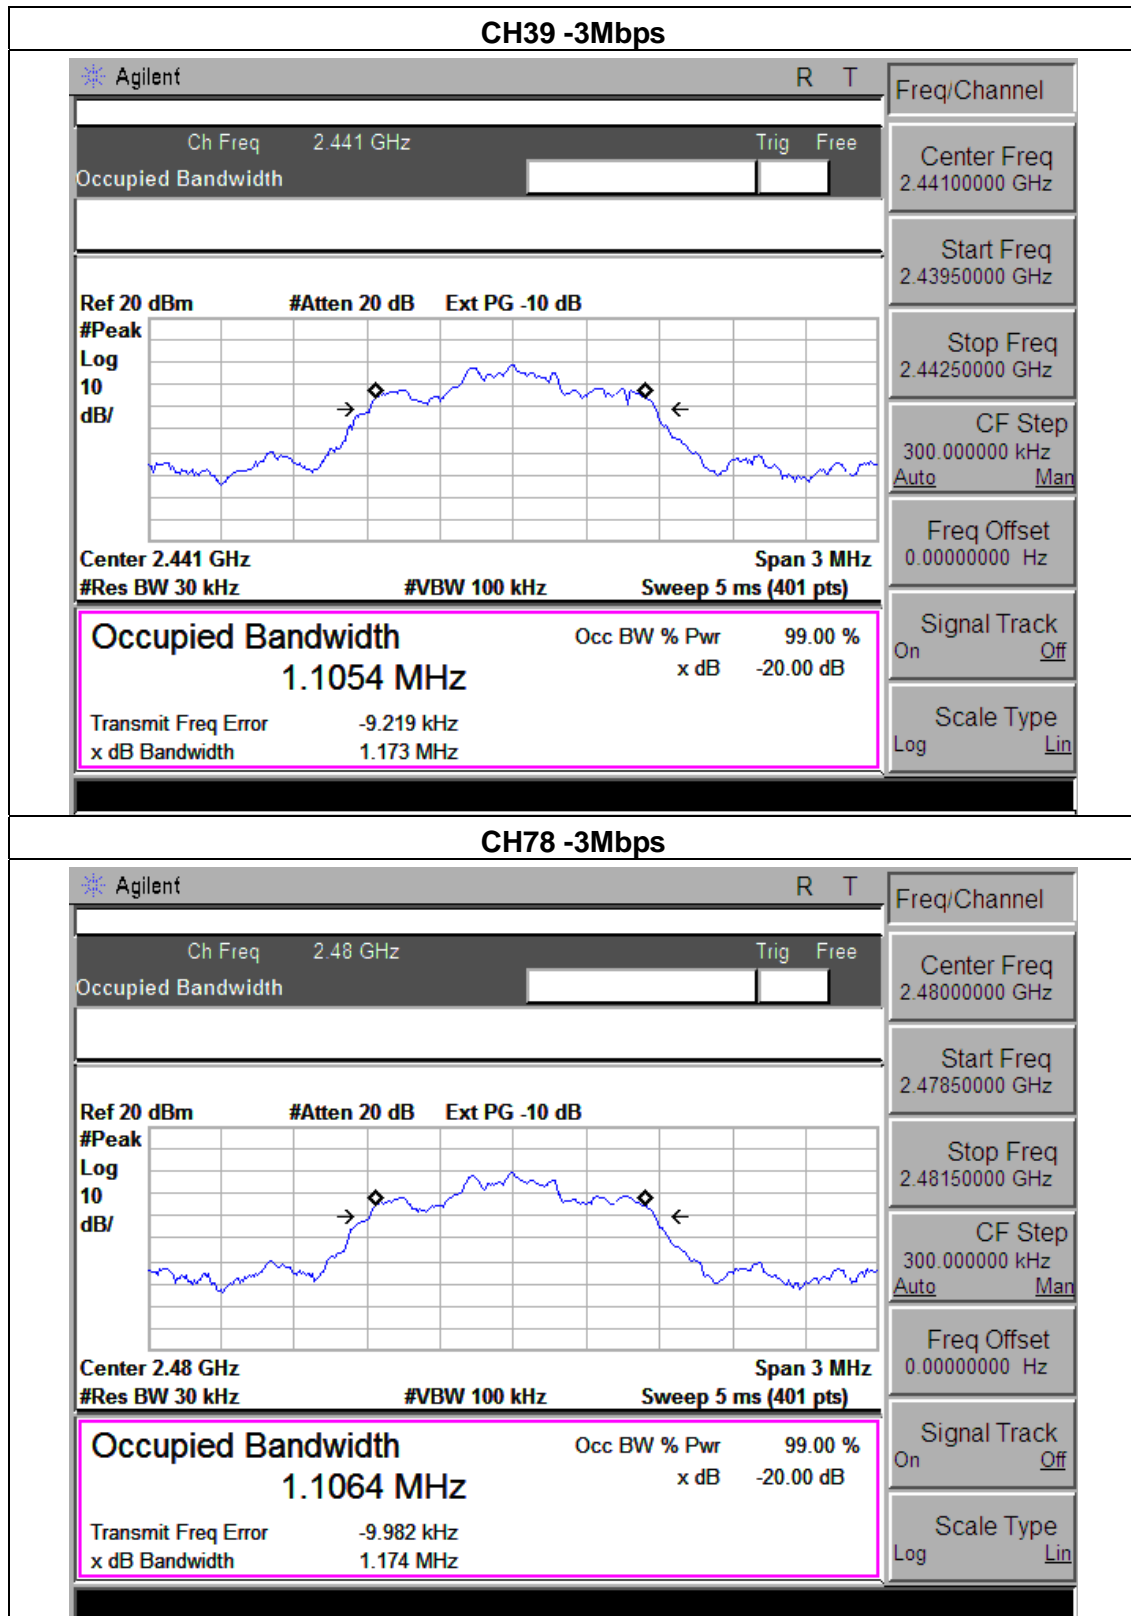 CH39 -3Mbps
Agilent R T
Freq/Channel
Ch Freq 2.441 GHz Trig Free
Occupied Bandwidth
Center Freq
2.44100000 GHz
Start Freq
2.43950000 GHz
Ref 20 dBm #Atten 20 dB Ext PG -10 dB
#Peak
Log
10
dB/
Stop Freq
2.44250000 GHz
CF Step
300.000000 kHz
Auto Man
Freq Offset
0.00000000 Hz
Center 2.441 GHz Span 3 MHz
#Res BW 30 kHz #VBW 100 kHz Sweep 5 ms (401 pts)
Occupied Bandwidth Occ BW % Pwr 99.00 %
1.1054 MHz x dB -20.00 dB
Transmit Freq Error -9.219 kHz
x dB Bandwidth 1.173 MHz
Signal Track
On Off
Scale Type
Log Lin
CH78 -3Mbps
Agilent R T
Freq/Channel
Ch Freq 2.48 GHz Trig Free
Occupied Bandwidth
Center Freq
2.48000000 GHz
Start Freq
2.47850000 GHz
Ref 20 dBm #Atten 20 dB Ext PG -10 dB
#Peak
Log
10
dB/
Stop Freq
2.48150000 GHz
CF Step
300.000000 kHz
Auto Man
Freq Offset
0.00000000 Hz
Center 2.48 GHz Span 3 MHz
#Res BW 30 kHz #VBW 100 kHz Sweep 5 ms (401 pts)
Occupied Bandwidth Occ BW % Pwr 99.00 %
1.1064 MHz x dB -20.00 dB
Transmit Freq Error -9.982 kHz
x dB Bandwidth 1.174 MHz
Signal Track
On Off
Scale Type
Log Lin